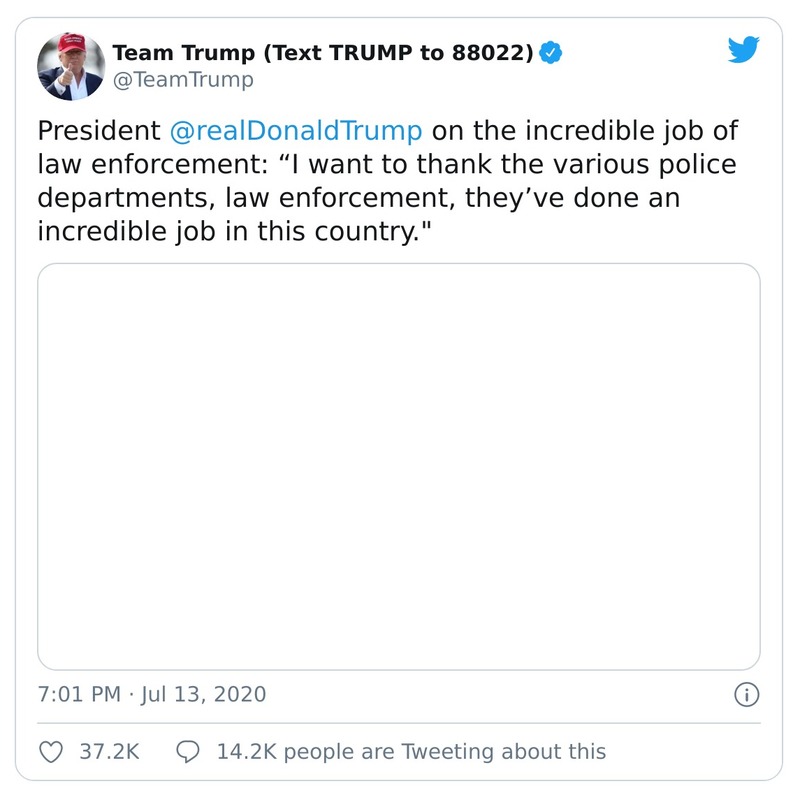 Team Trump (Text TRUMP to 88022)
@TeamTrump
President @realDonaldTrump on the incredible job of
law enforcement: “I want to thank the various police
departments, law enforcement, they’ve done an
incredible job in this country."
7:01 PM · Jul 13, 2020
37.2K 14.2K people are Tweeting about this